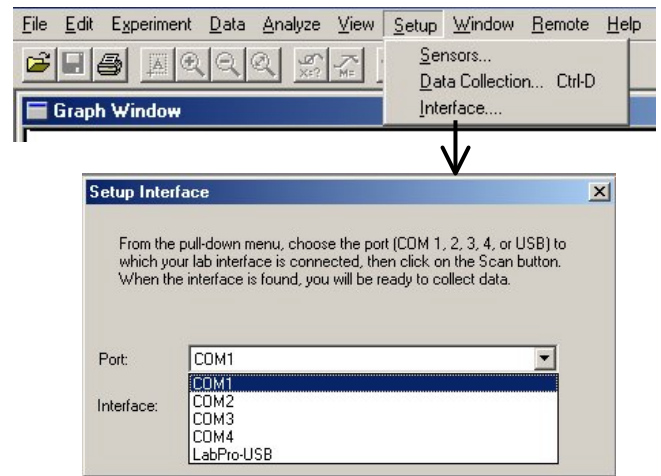 File Edit Experiment Data Analyze View Setup Window Remote Help
X=? M=
Sensors...
Data Collection... Ctrl-D
Interface....
Graph Window
Setup Interface
From the pull-down menu, choose the port (COM 1, 2, 3, 4, or USB) to
which your lab interface is connected, then click on the Scan button.
When the interface is found, you will be ready to collect data.
Port: COM1
COM1
Interface:
COM2
COM3
COM4
LabPro-USB